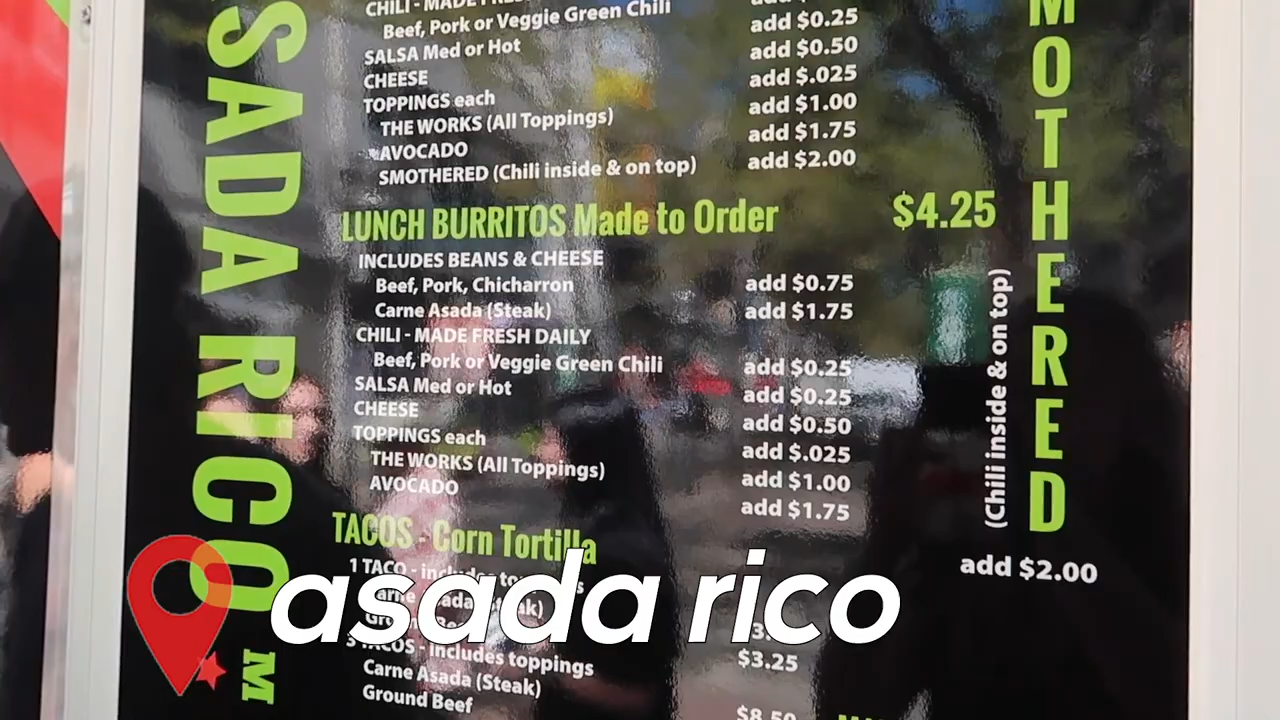 ASADA RICO M
CHILI - MADE FRES
Beef, Pork or Veggie Green Chili add $0.25
SALSA Med or Hot add $0.50
CHEESE add $.025
TOPPINGS each add $1.00
THE WORKS (All Toppings) add $1.75
AVOCADO add $2.00
SMOTHERED (Chili inside & on top)
LUNCH BURRITOS Made to Order $4.25
INCLUDES BEANS & CHEESE
Beef, Pork, Chicharron add $0.75
Carne Asada (Steak) add $1.75
CHILI - MADE FRESH DAILY
Beef, Pork or Veggie Green Chili add $0.25
SALSA Med or Hot add $0.25
CHEESE add $0.50
TOPPINGS each add $.025
THE WORKS (All Toppings) add $1.00
AVOCADO add $1.75
TACOS - Corn Tortilla
1 TACO - includes
$3.25
TACOS - includes toppings
Carne Asada (Steak)
Ground Beef $8.50
MOTHERED
(Chili inside & on top)
add $2.00
asada rico